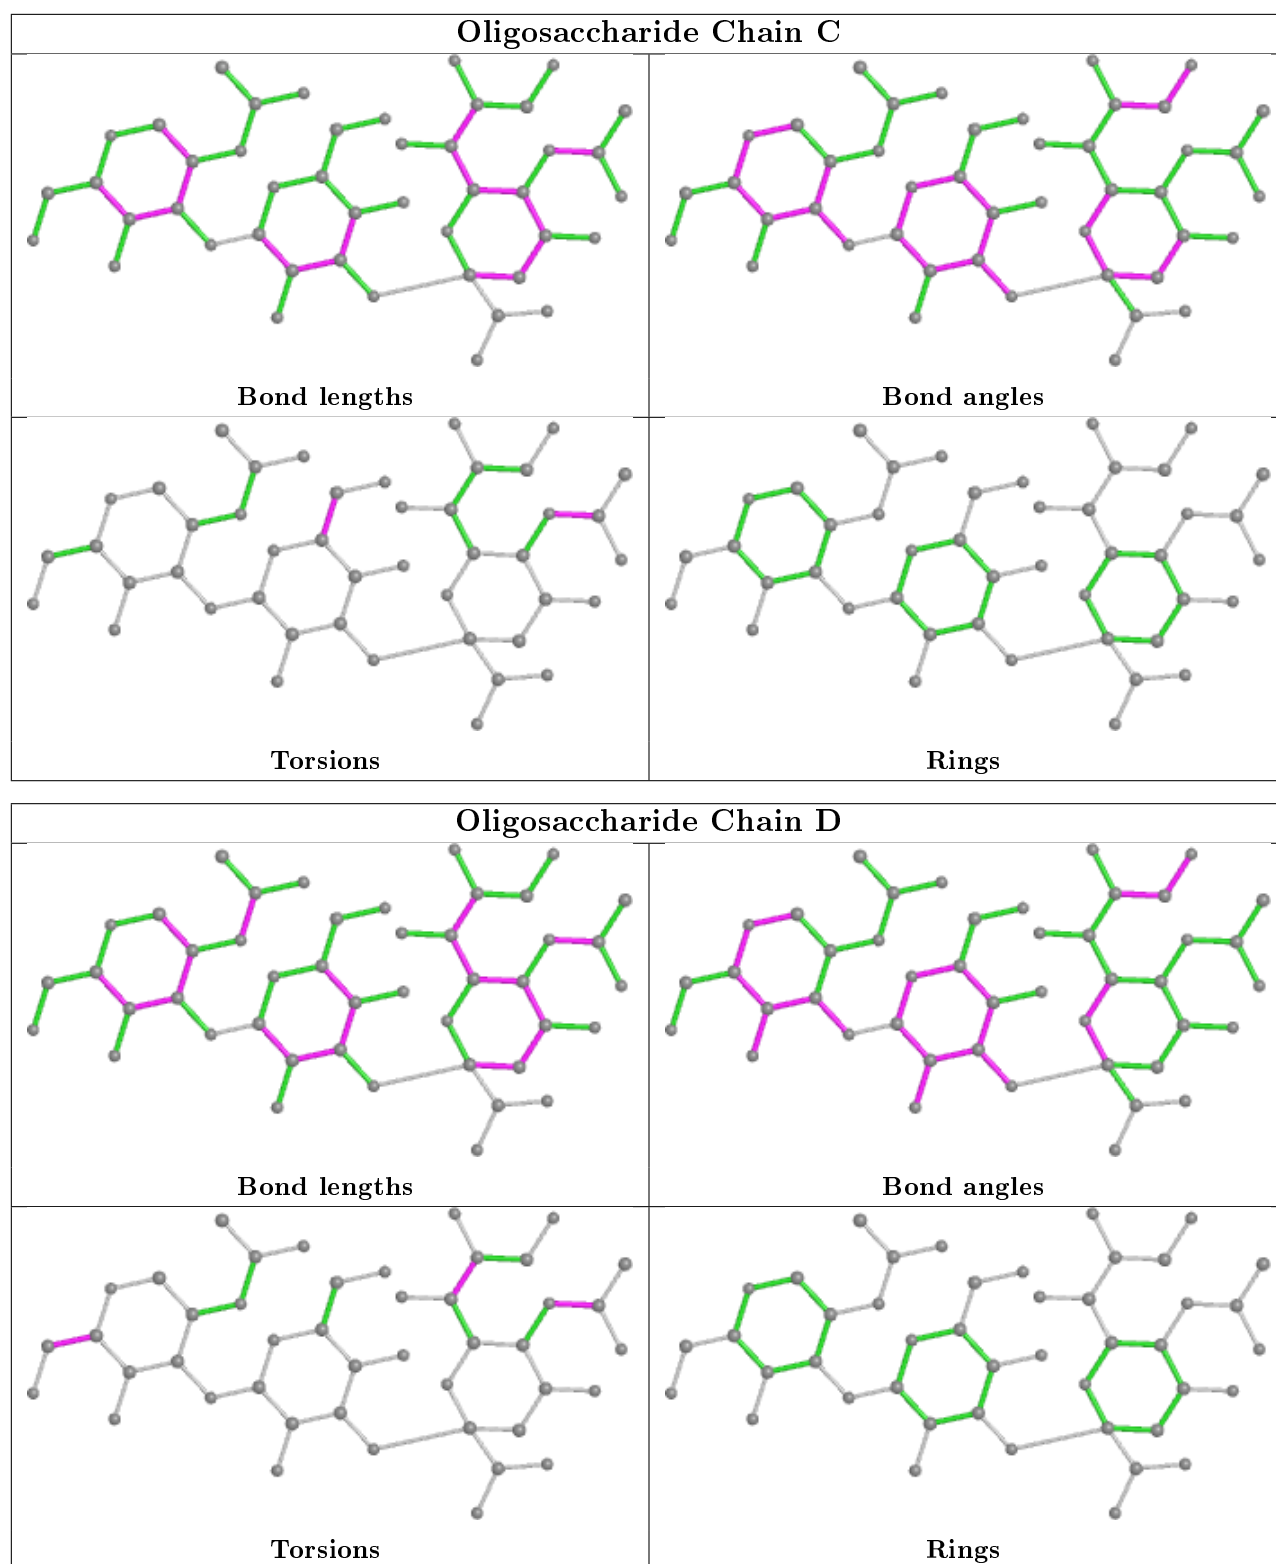 Oligosaccharide Chain C
Bond lengths
Bond angles
Torsions
Rings
Oligosaccharide Chain D
Bond lengths
Bond angles
Torsions
Rings